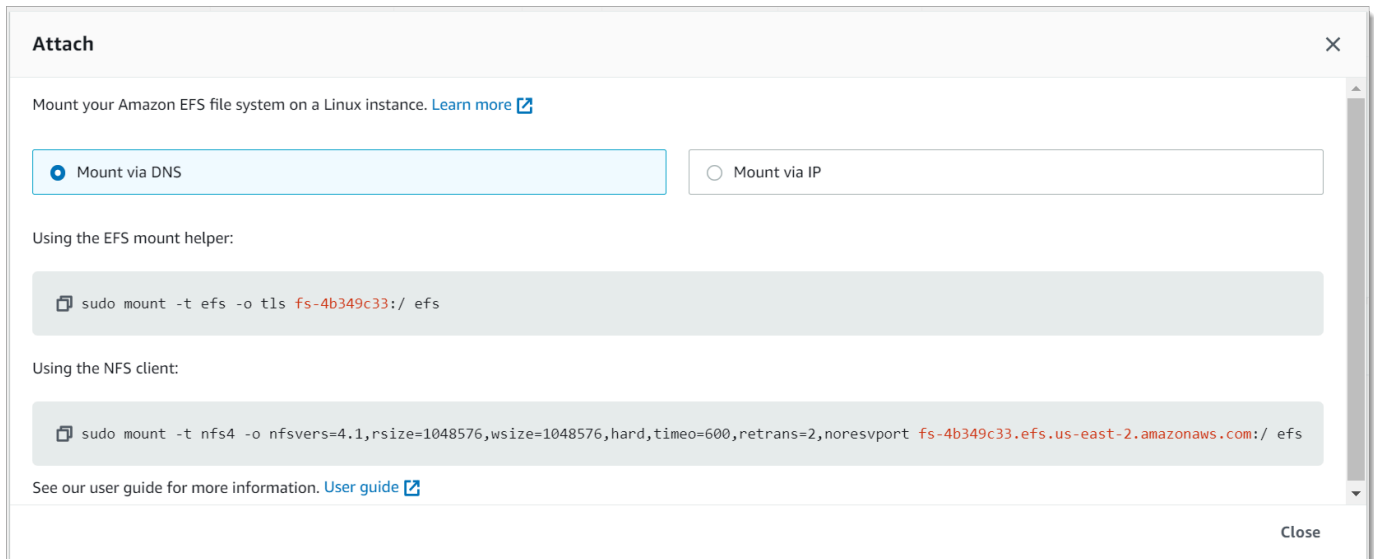 Attach
Mount your Amazon EFS file system on a Linux instance. Learn more
Mount via DNS
Mount via IP
Using the EFS mount helper:
sudo mount -t efs -o tls fs-4b349c33:/ efs
Using the NFS client:
sudo mount -t nfs4 -o nfsvers=4.1,rsize=1048576,wsize=1048576,hard,timeo=600,retrans=2,noresvport fs-4b349c33.efs.us-east-2.amazonaws.com:/ efs
See our user guide for more information. User guide
Close